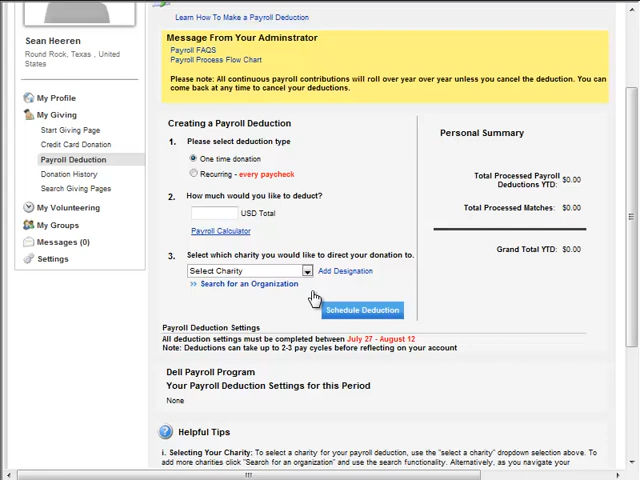 Learn How To Make a Payroll Deduction
Message From Your Adminstrator
Payroll FAQS
Payroll Process Flow Chart
Please note: All continuous payroll contributions will roll over year over year unless you cancel the deduction. You can
come back at any time to cancel your deductions.
Sean Heeren
Round Rock, Texas , United
States
My Profile
My Giving
Start Giving Page
Credit Card Donation
Payroll Deduction
Donation History
Search Giving Pages
My Volunteering
My Groups
Messages (0)
Settings
Creating a Payroll Deduction
1. Please select deduction type
One time donation
Recurring - every paycheck
2. How much would you like to deduct?
USD Total
Payroll Calculator
3. Select which charity you would like to direct your donation to.
Select Charity Add Designation
>> Search for an Organization
Schedule Deduction
Personal Summary
Total Processed Payroll
Deductions YTD: $0.00
Total Processed Matches: $0.00
Grand Total YTD: $0.00
Payroll Deduction Settings
All deduction settings must be completed between July 27 - August 12
Note: Deductions can take up to 2-3 pay cycles before reflecting on your account
Dell Payroll Program
Your Payroll Deduction Settings for this Period
None
Helpful Tips
i. Selecting Your Charity: To select a charity for your payroll deduction, use the "select a charity" dropdown selection above. To
add more charities click "Search for an organization" and use the search functionality. Alternatively, as you navigate your